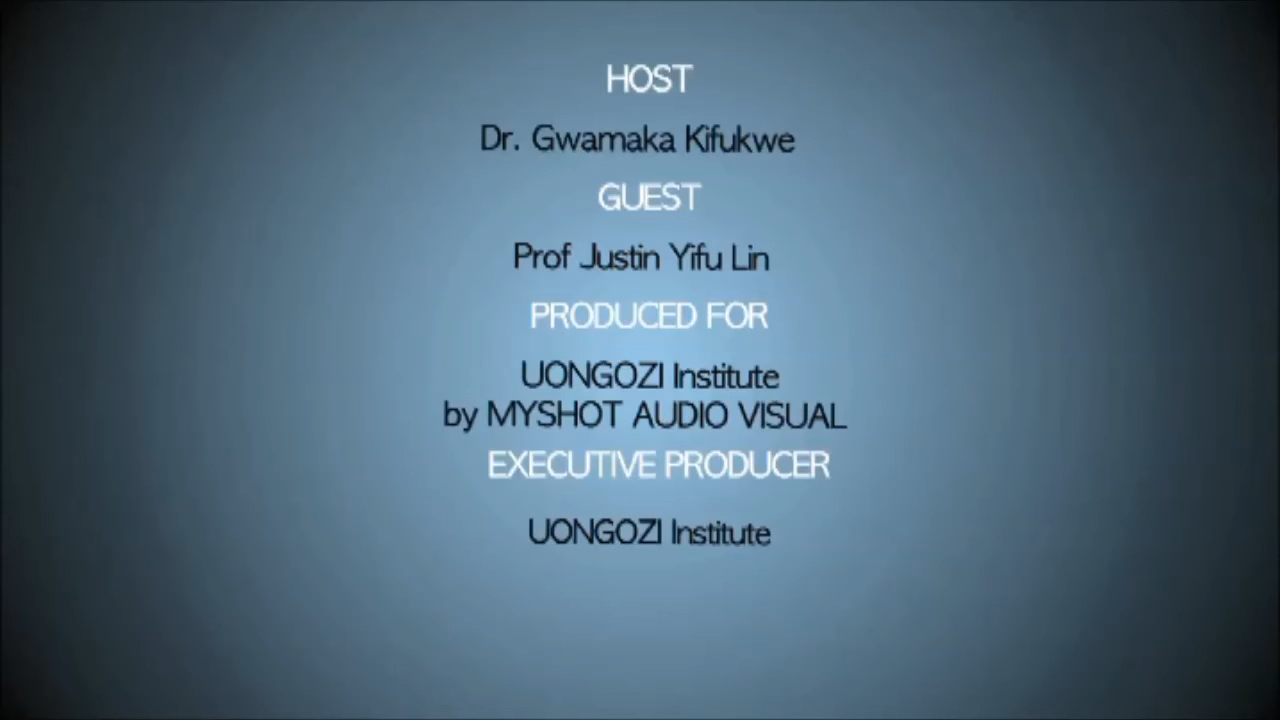 HOST
Dr. Gwamaka Kifukwe
GUEST
Prof Justin Yifu Lin
PRODUCED FOR
UONGOZI Institute
by MYSHOT AUDIO VISUAL
EXECUTIVE PRODUCER
UONGOZI Institute